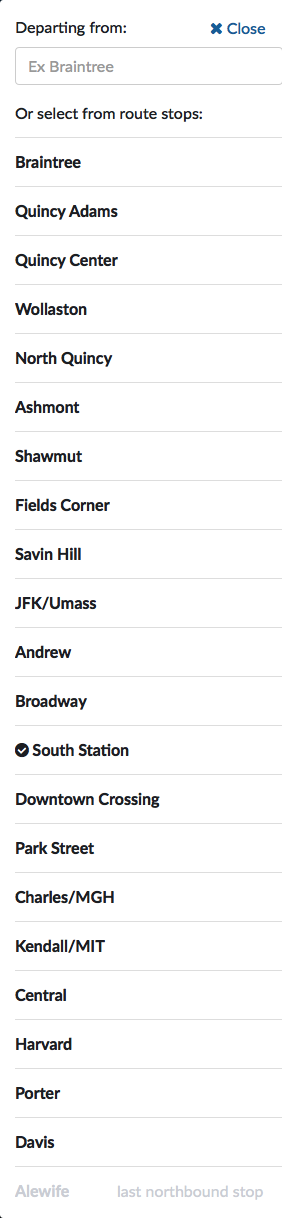 Departing from:
Close
Ex Braintree
Or select from route stops:
Braintree
Quincy Adams
Quincy Center
Wollaston
North Quincy
Ashmont
Shawmut
Fields Corner
Savin Hill
JFK/Umass
Andrew
Broadway
South Station
Downtown Crossing
Park Street
Charles/MGH
Kendall/MIT
Central
Harvard
Porter
Davis
Alewife last northbound stop